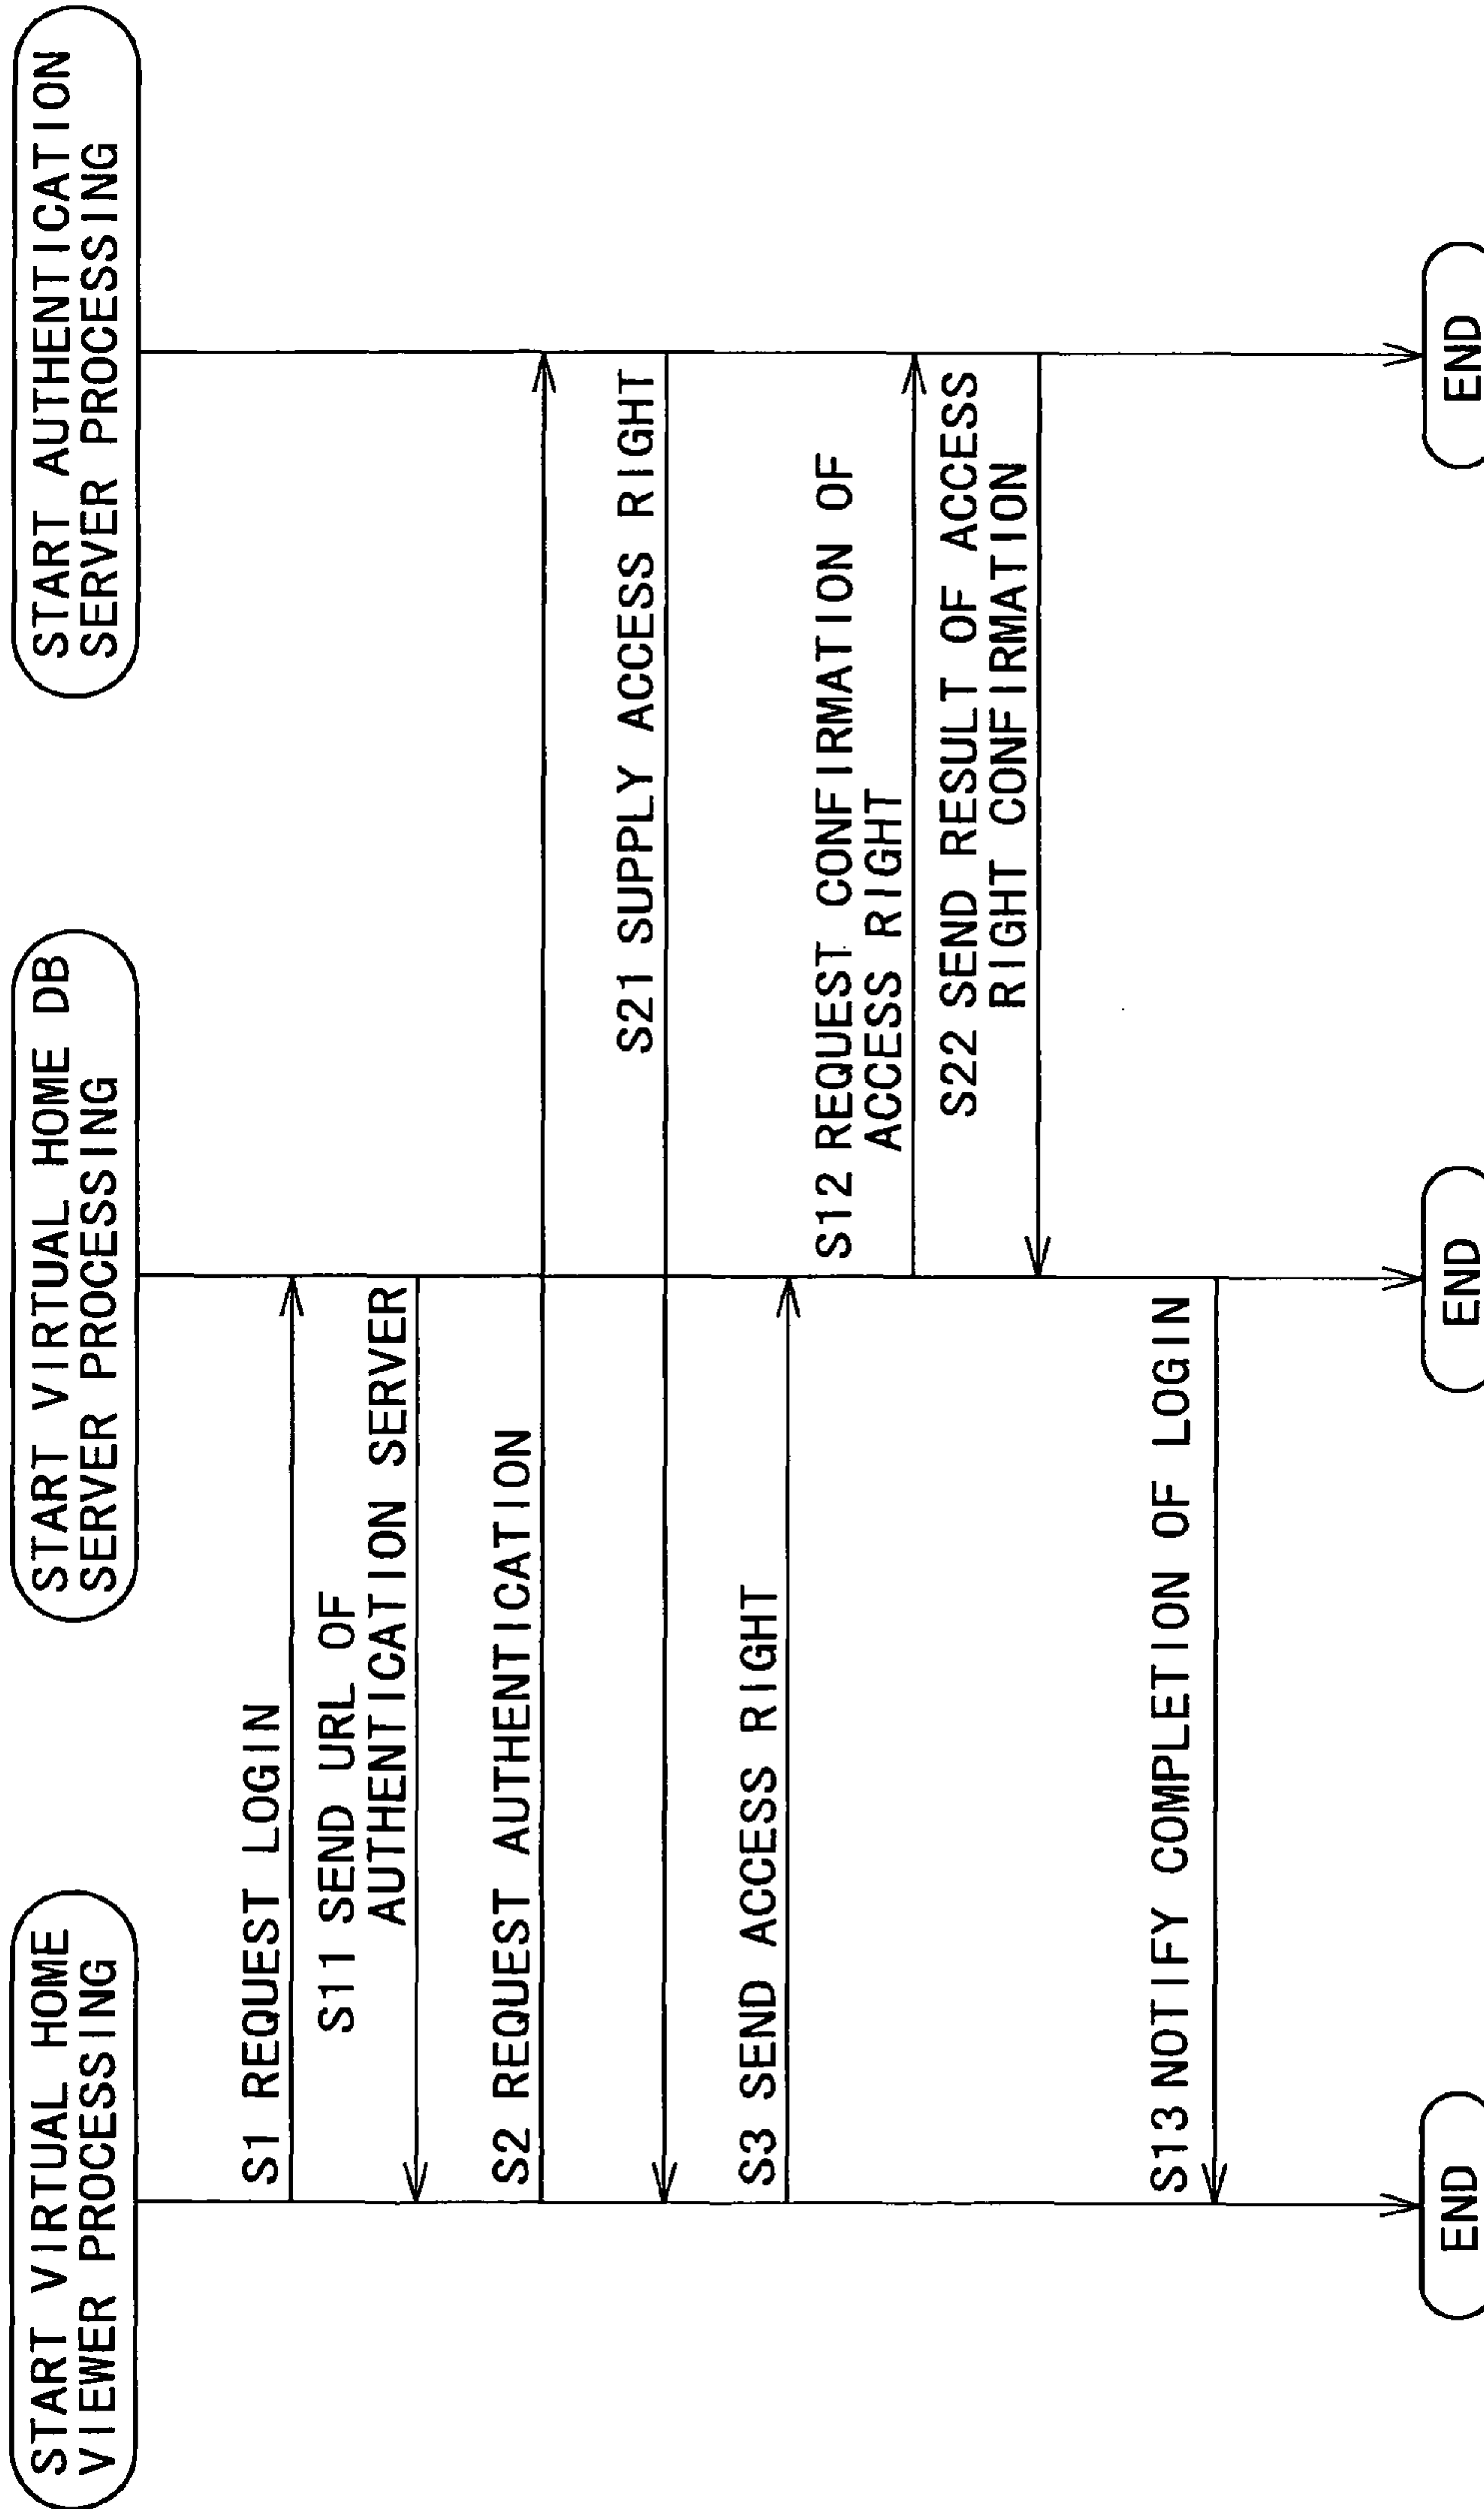 START VIRTUAL HOME
VIEWER PROCESSING
START VIRTUAL HOME DB
SERVER PROCESSING
START AUTHENTICATION
SERVER PROCESSING
S1 REQUEST LOGIN
S11 SEND URL OF
AUTHENTICATION SERVER
S2 REQUEST AUTHENTICATION
S21 SUPPLY ACCESS RIGHT
S3 SEND ACCESS RIGHT
S12 REQUEST CONFIRMATION OF
ACCESS RIGHT
S22 SEND RESULT OF ACCESS
RIGHT CONFIRMATION
S13 NOTIFY COMPLETION OF LOGIN
END
END
END